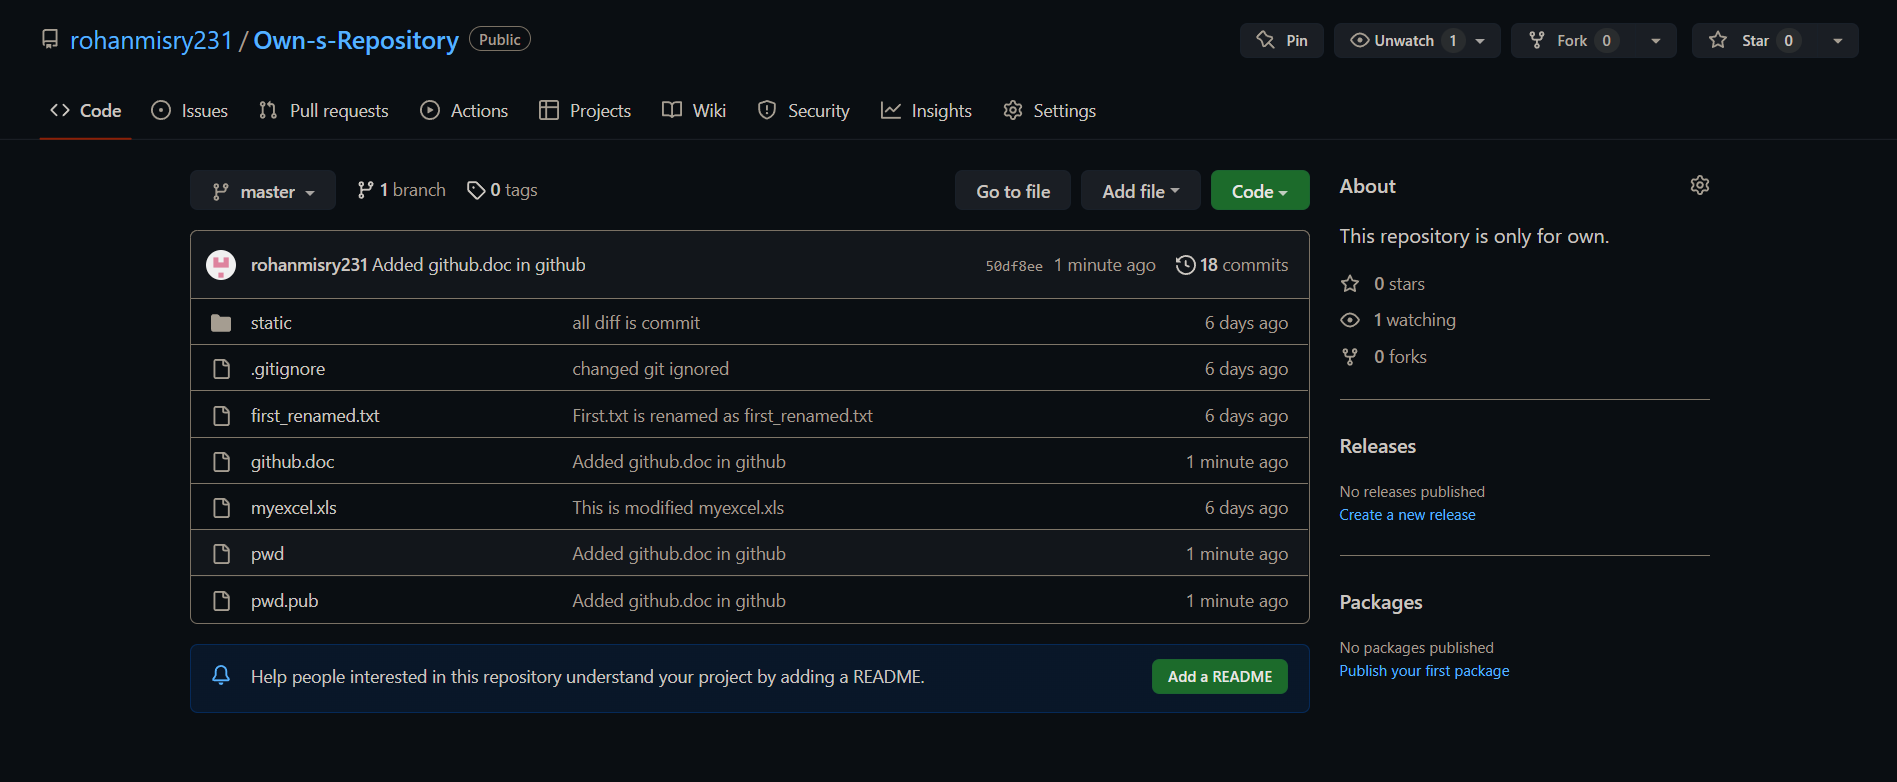 rohanmisry231 / Own-s-Repository Public Pin Unwatch 1 Fork 0 Star 0
Code Issues Pull requests Actions Projects Wiki Security Insights Settings
master 1 branch 0 tags Go to file Add file Code
rohanmisry231 Added github.doc in github 50df8ee 1 minute ago 18 commits
static all diff is commit 6 days ago
.gitignore changed git ignored 6 days ago
first_renamed.txt First.txt is renamed as first_renamed.txt 6 days ago
github.doc Added github.doc in github 1 minute ago
myexcel.xls This is modified myexcel.xls 6 days ago
pwd Added github.doc in github 1 minute ago
pwd.pub Added github.doc in github 1 minute ago
Help people interested in this repository understand your project by adding a README. Add a README
About
This repository is only for own.
0 stars
1 watching
0 forks
Releases
No releases published
Create a new release
Packages
No packages published
Publish your first package